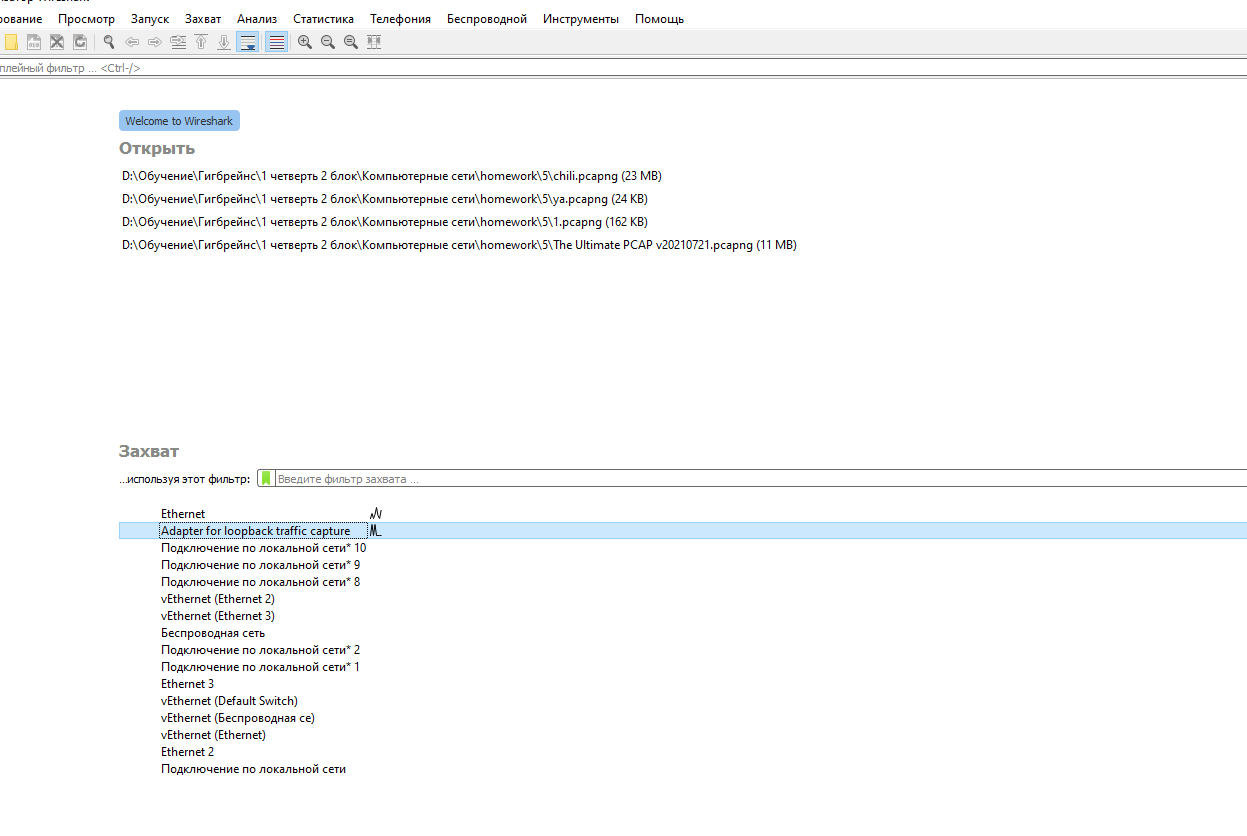 рование Просмотр Запуск Захват Анализ Статистика Телефония Беспроводной Инструменты Помощь
плейный фильтр ... <Ctrl-/>
Welcome to Wireshark
Открыть
D:\Обучение\Гигбрейнс\1 четверть 2 блок\Компьютерные сети\homework\5\chili.pcapng (23 MB)
D:\Обучение\Гигбрейнс\1 четверть 2 блок\Компьютерные сети\homework\5\ya.pcapng (24 KB)
D:\Обучение\Гигбрейнс\1 четверть 2 блок\Компьютерные сети\homework\5\1.pcapng (162 KB)
D:\Обучение\Гигбрейнс\1 четверть 2 блок\Компьютерные сети\homework\5\The Ultimate PCAP v20210721.pcapng (11 MB)
Захват
...используя этот фильтр: Введите фильтр захвата ...
Ethernet
Adapter for loopback traffic capture
Подключение по локальной сети* 10
Подключение по локальной сети* 9
Подключение по локальной сети* 8
vEthernet (Ethernet 2)
vEthernet (Ethernet 3)
Беспроводная сеть
Подключение по локальной сети* 2
Подключение по локальной сети* 1
Ethernet 3
vEthernet (Default Switch)
vEthernet (Беспроводная се)
vEthernet (Ethernet)
Ethernet 2
Подключение по локальной сети